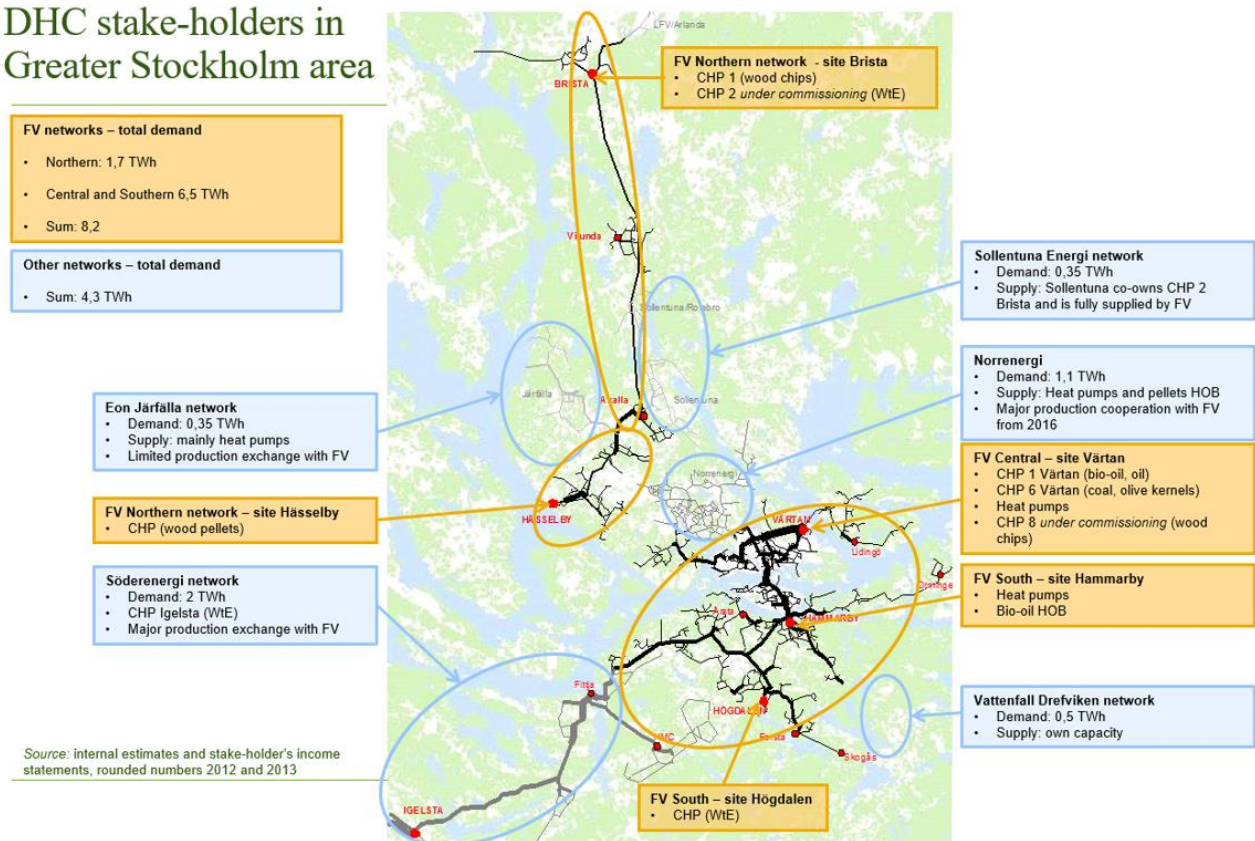 DHC stake-holders in
Greater Stockholm area
FV networks – total demand
• Northern: 1,7 TWh
• Central and Southern 6,5 TWh
• Sum: 8,2
Other networks – total demand
• Sum: 4,3 TWh
Eon Järfälla network
• Demand: 0,35 TWh
• Supply: mainly heat pumps
• Limited production exchange with FV
FV Northern network – site Hässelby
• CHP (wood pellets)
Söderenergi network
• Demand: 2 TWh
• CHP Igelsta (WtE)
• Major production exchange with FV
Source: internal estimates and stake-holder's income
statements, rounded numbers 2012 and 2013
LFV/Arlanda
BRISTA
Sollentuna/Rotebro
Järfälla
Akalla
Sollentuna
Norrenergi
HÄSSELBY
VÄRTAN
Lidingö
Årsta
HAMMARBY
HÖGDALEN
Farsta
Skogås
Fittja
IGELSTA
FV Northern network - site Brista
• CHP 1 (wood chips)
• CHP 2 under commissioning (WtE)
Sollentuna Energi network
• Demand: 0,35 TWh
• Supply: Sollentuna co-owns CHP 2
Brista and is fully supplied by FV
Norrenergi
• Demand: 1,1 TWh
• Supply: Heat pumps and pellets HOB
• Major production cooperation with FV
from 2016
FV Central – site Värtan
• CHP 1 Värtan (bio-oil, oil)
• CHP 6 Värtan (coal, olive kernels)
• Heat pumps
• CHP 8 under commissioning (wood
chips)
FV South – site Hammarby
• Heat pumps
• Bio-oil HOB
Vattenfall Drefviken network
• Demand: 0,5 TWh
• Supply: own capacity
FV South – site Högdalen
• CHP (WtE)